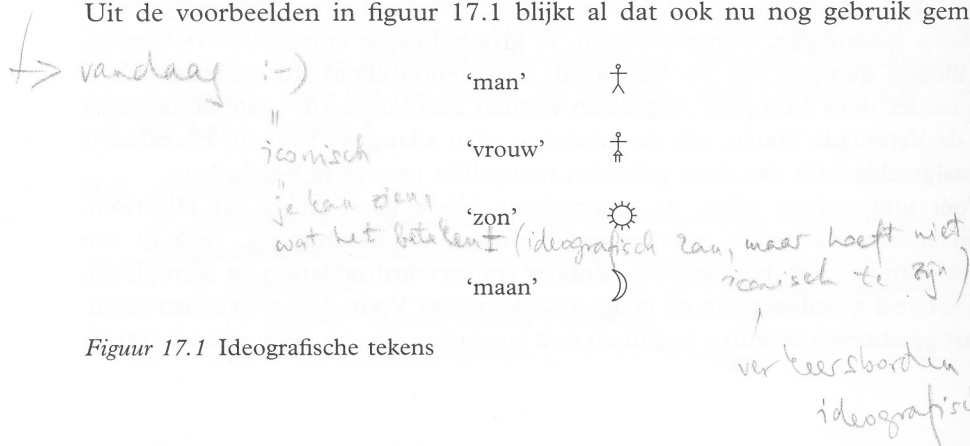 Uit de voorbeelden in figuur 17.1 blijkt al dat ook nu nog gebruik gem
→ vandaag :-)
'man'
"
iconisch
'vrouw'
je kan zien,
'zon'
wat het betekent (ideografisch kan, maar hoeft niet
iconisch te zijn)
'maan'
Figuur 17.1 Ideografische tekens
verkeersborden
ideografisc